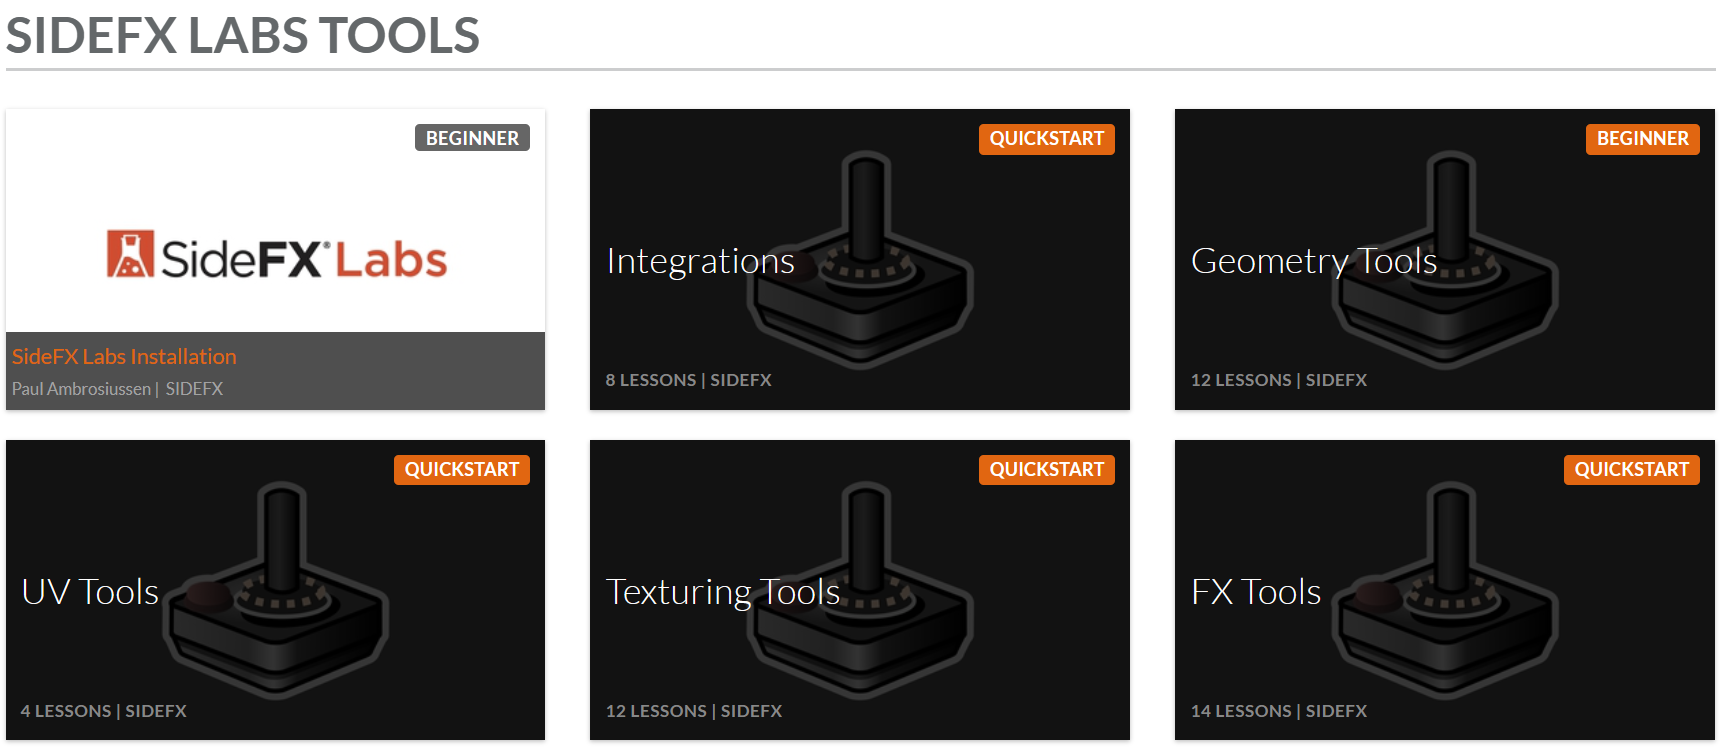 SIDEFX LABS TOOLS
BEGINNER
SideFX® Labs
SideFX Labs Installation
Paul Ambrosiussen | SIDEFX
QUICKSTART
Integrations
8 LESSONS | SIDEFX
BEGINNER
Geometry Tools
12 LESSONS | SIDEFX
QUICKSTART
UV Tools
4 LESSONS | SIDEFX
QUICKSTART
Texturing Tools
12 LESSONS | SIDEFX
QUICKSTART
FX Tools
14 LESSONS | SIDEFX